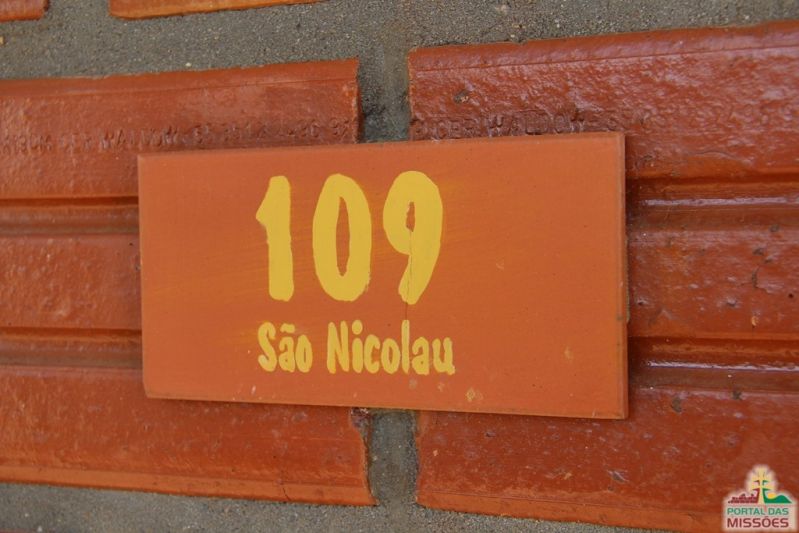 109
São Nicolau
PORTAL DAS
MISSÕES